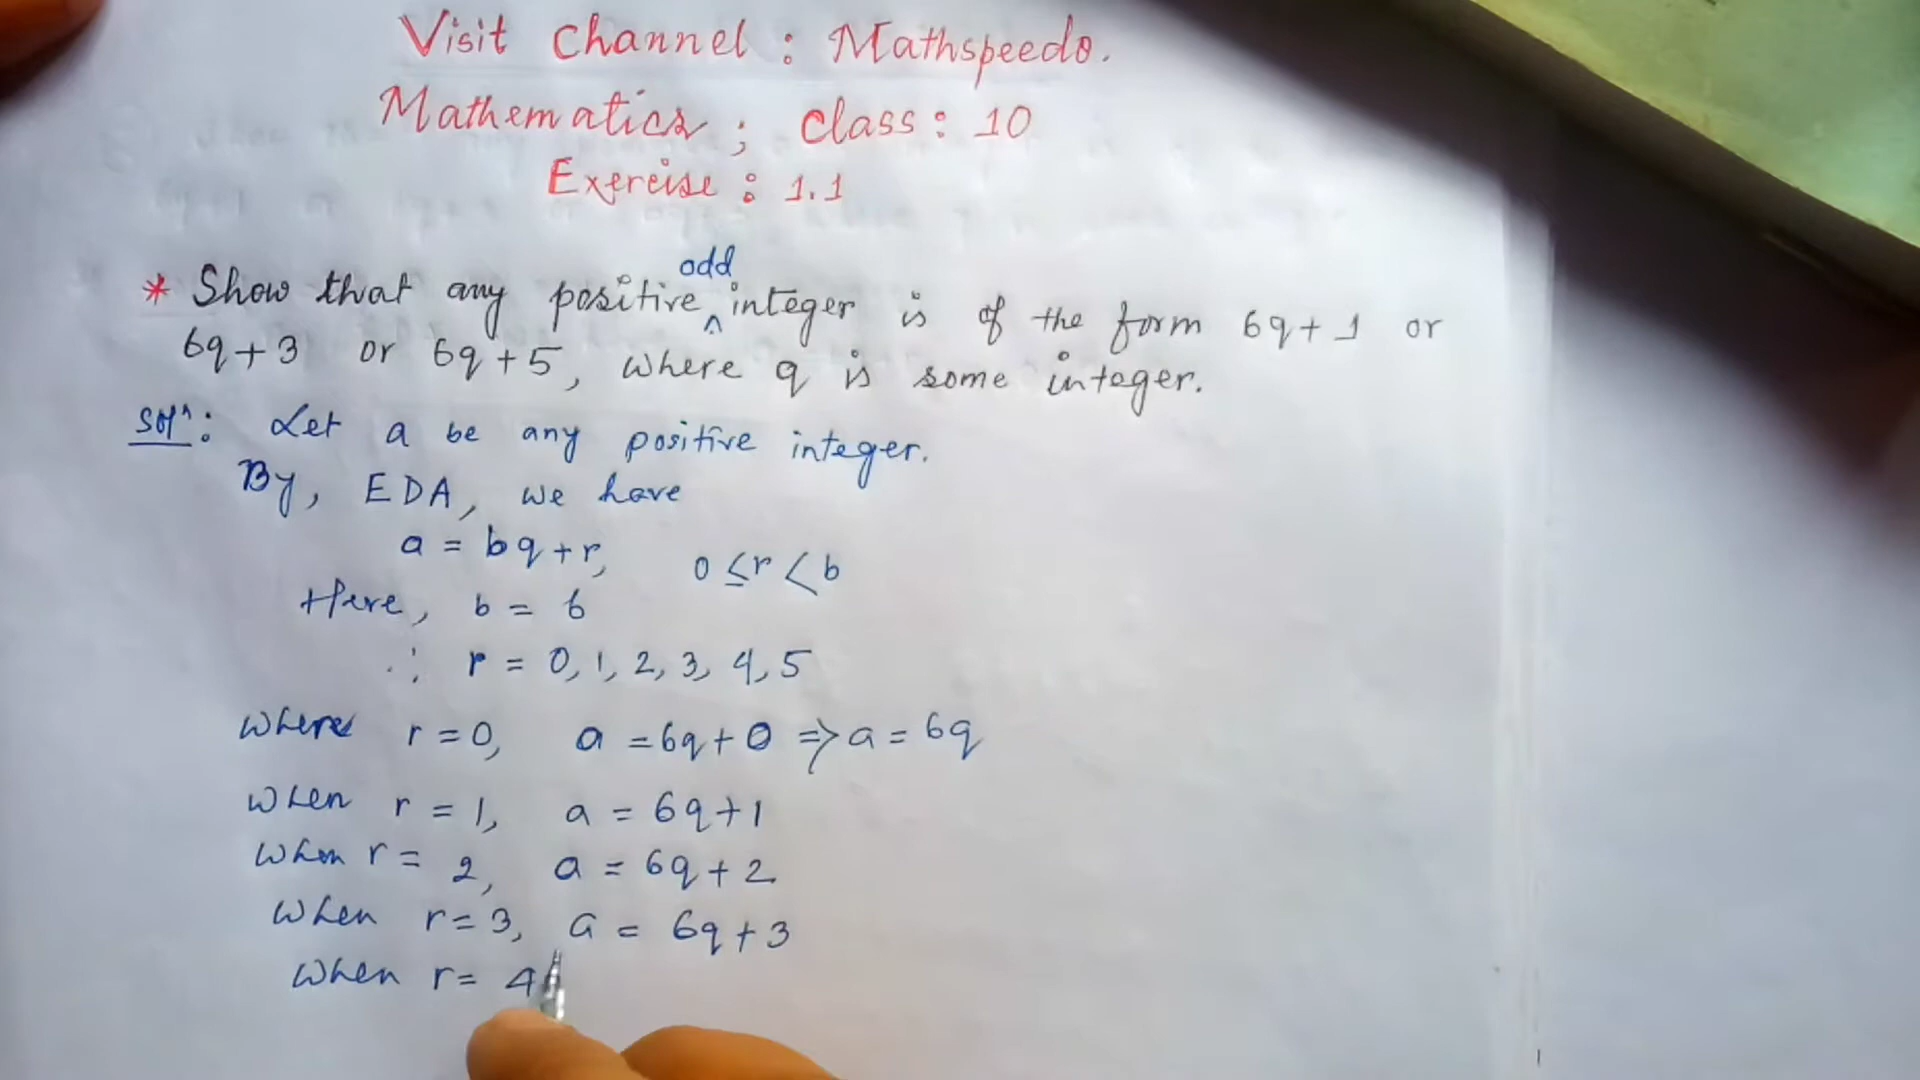 Visit Channel : Mathspeedo.
Mathematics ; Class : 10
Exercise : 1.1
odd
* Show that any positive ^ integer is of the form 6q+1 or
6q+3 or 6q+5, where q is some integer.
Solⁿ: Let a be any positive integer.
By, EDA, we have
a = bq+r, 0 ≤ r < b
Here, b = 6
∴ r = 0, 1, 2, 3, 4, 5
Where r = 0, a = 6q+0 ⇒ a = 6q
When r = 1, a = 6q+1
When r = 2, a = 6q+2
When r = 3, a = 6q+3
When r = 4